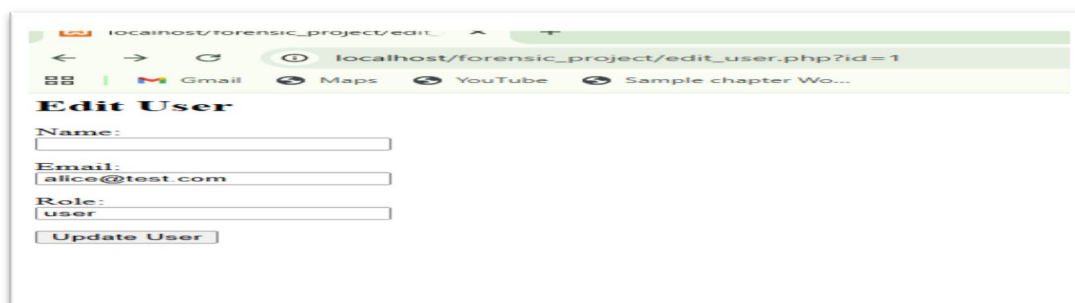 localhost/forensic_project/edit_
localhost/forensic_project/edit_user.php?id=1
Gmail Maps YouTube Sample chapter Wo...
Edit User
Name:
Email:
alice@test.com
Role:
user
Update User